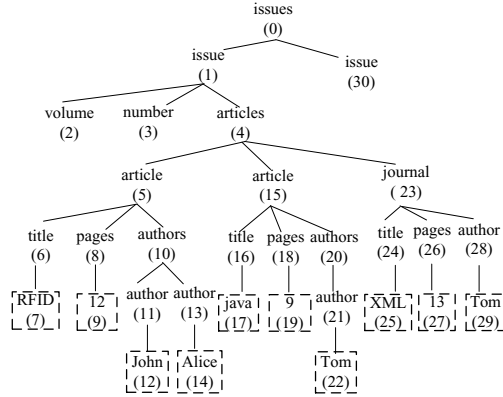 issues
(0)
issue
(1)
issue
(30)
volume
(2)
number
(3)
articles
(4)
article
(5)
article
(15)
journal
( 23)
title
(6)
pages
(8)
authors
(10)
title
(16)
pages
(18)
authors
(20)
title
(24)
pages
(26)
author
(28)
RFID
(7)
12
(9)
author
(11)
author
(13)
java
(17)
9
(19)
author
(21)
XML
(25)
13
(27)
Tom
(29)
John
(12)
Alice
(14)
Tom
(22)